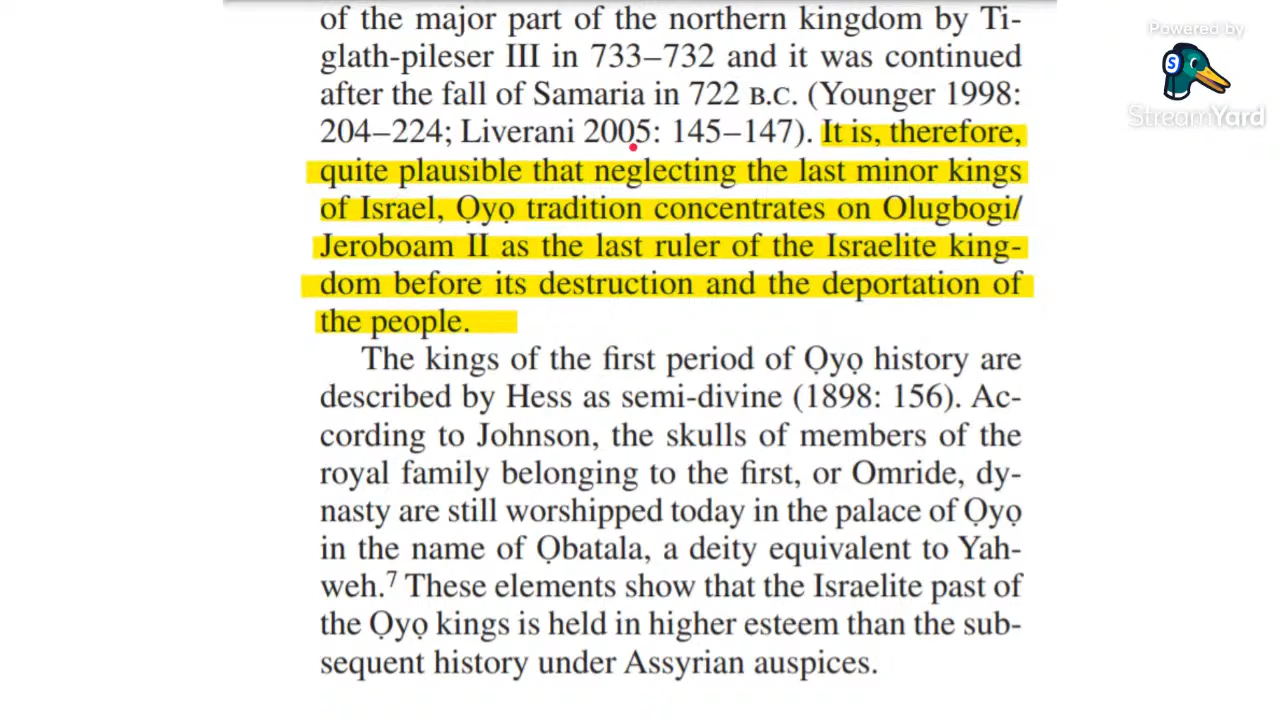 of the major part of the northern kingdom by Ti-
glath-pileser III in 733–732 and it was continued
after the fall of Samaria in 722 B.C. (Younger 1998:
204–224; Liverani 2005: 145–147). It is, therefore,
quite plausible that neglecting the last minor kings
of Israel, Ọyọ tradition concentrates on Olugbogi/
Jeroboam II as the last ruler of the Israelite king-
dom before its destruction and the deportation of
the people.
The kings of the first period of Ọyọ history are
described by Hess as semi-divine (1898: 156). Ac-
cording to Johnson, the skulls of members of the
royal family belonging to the first, or Omride, dy-
nasty are still worshipped today in the palace of Ọyọ
in the name of Ọbatala, a deity equivalent to Yah-
weh.⁷ These elements show that the Israelite past of
the Ọyọ kings is held in higher esteem than the sub-
sequent history under Assyrian auspices.
Powered by
S
StreamYard